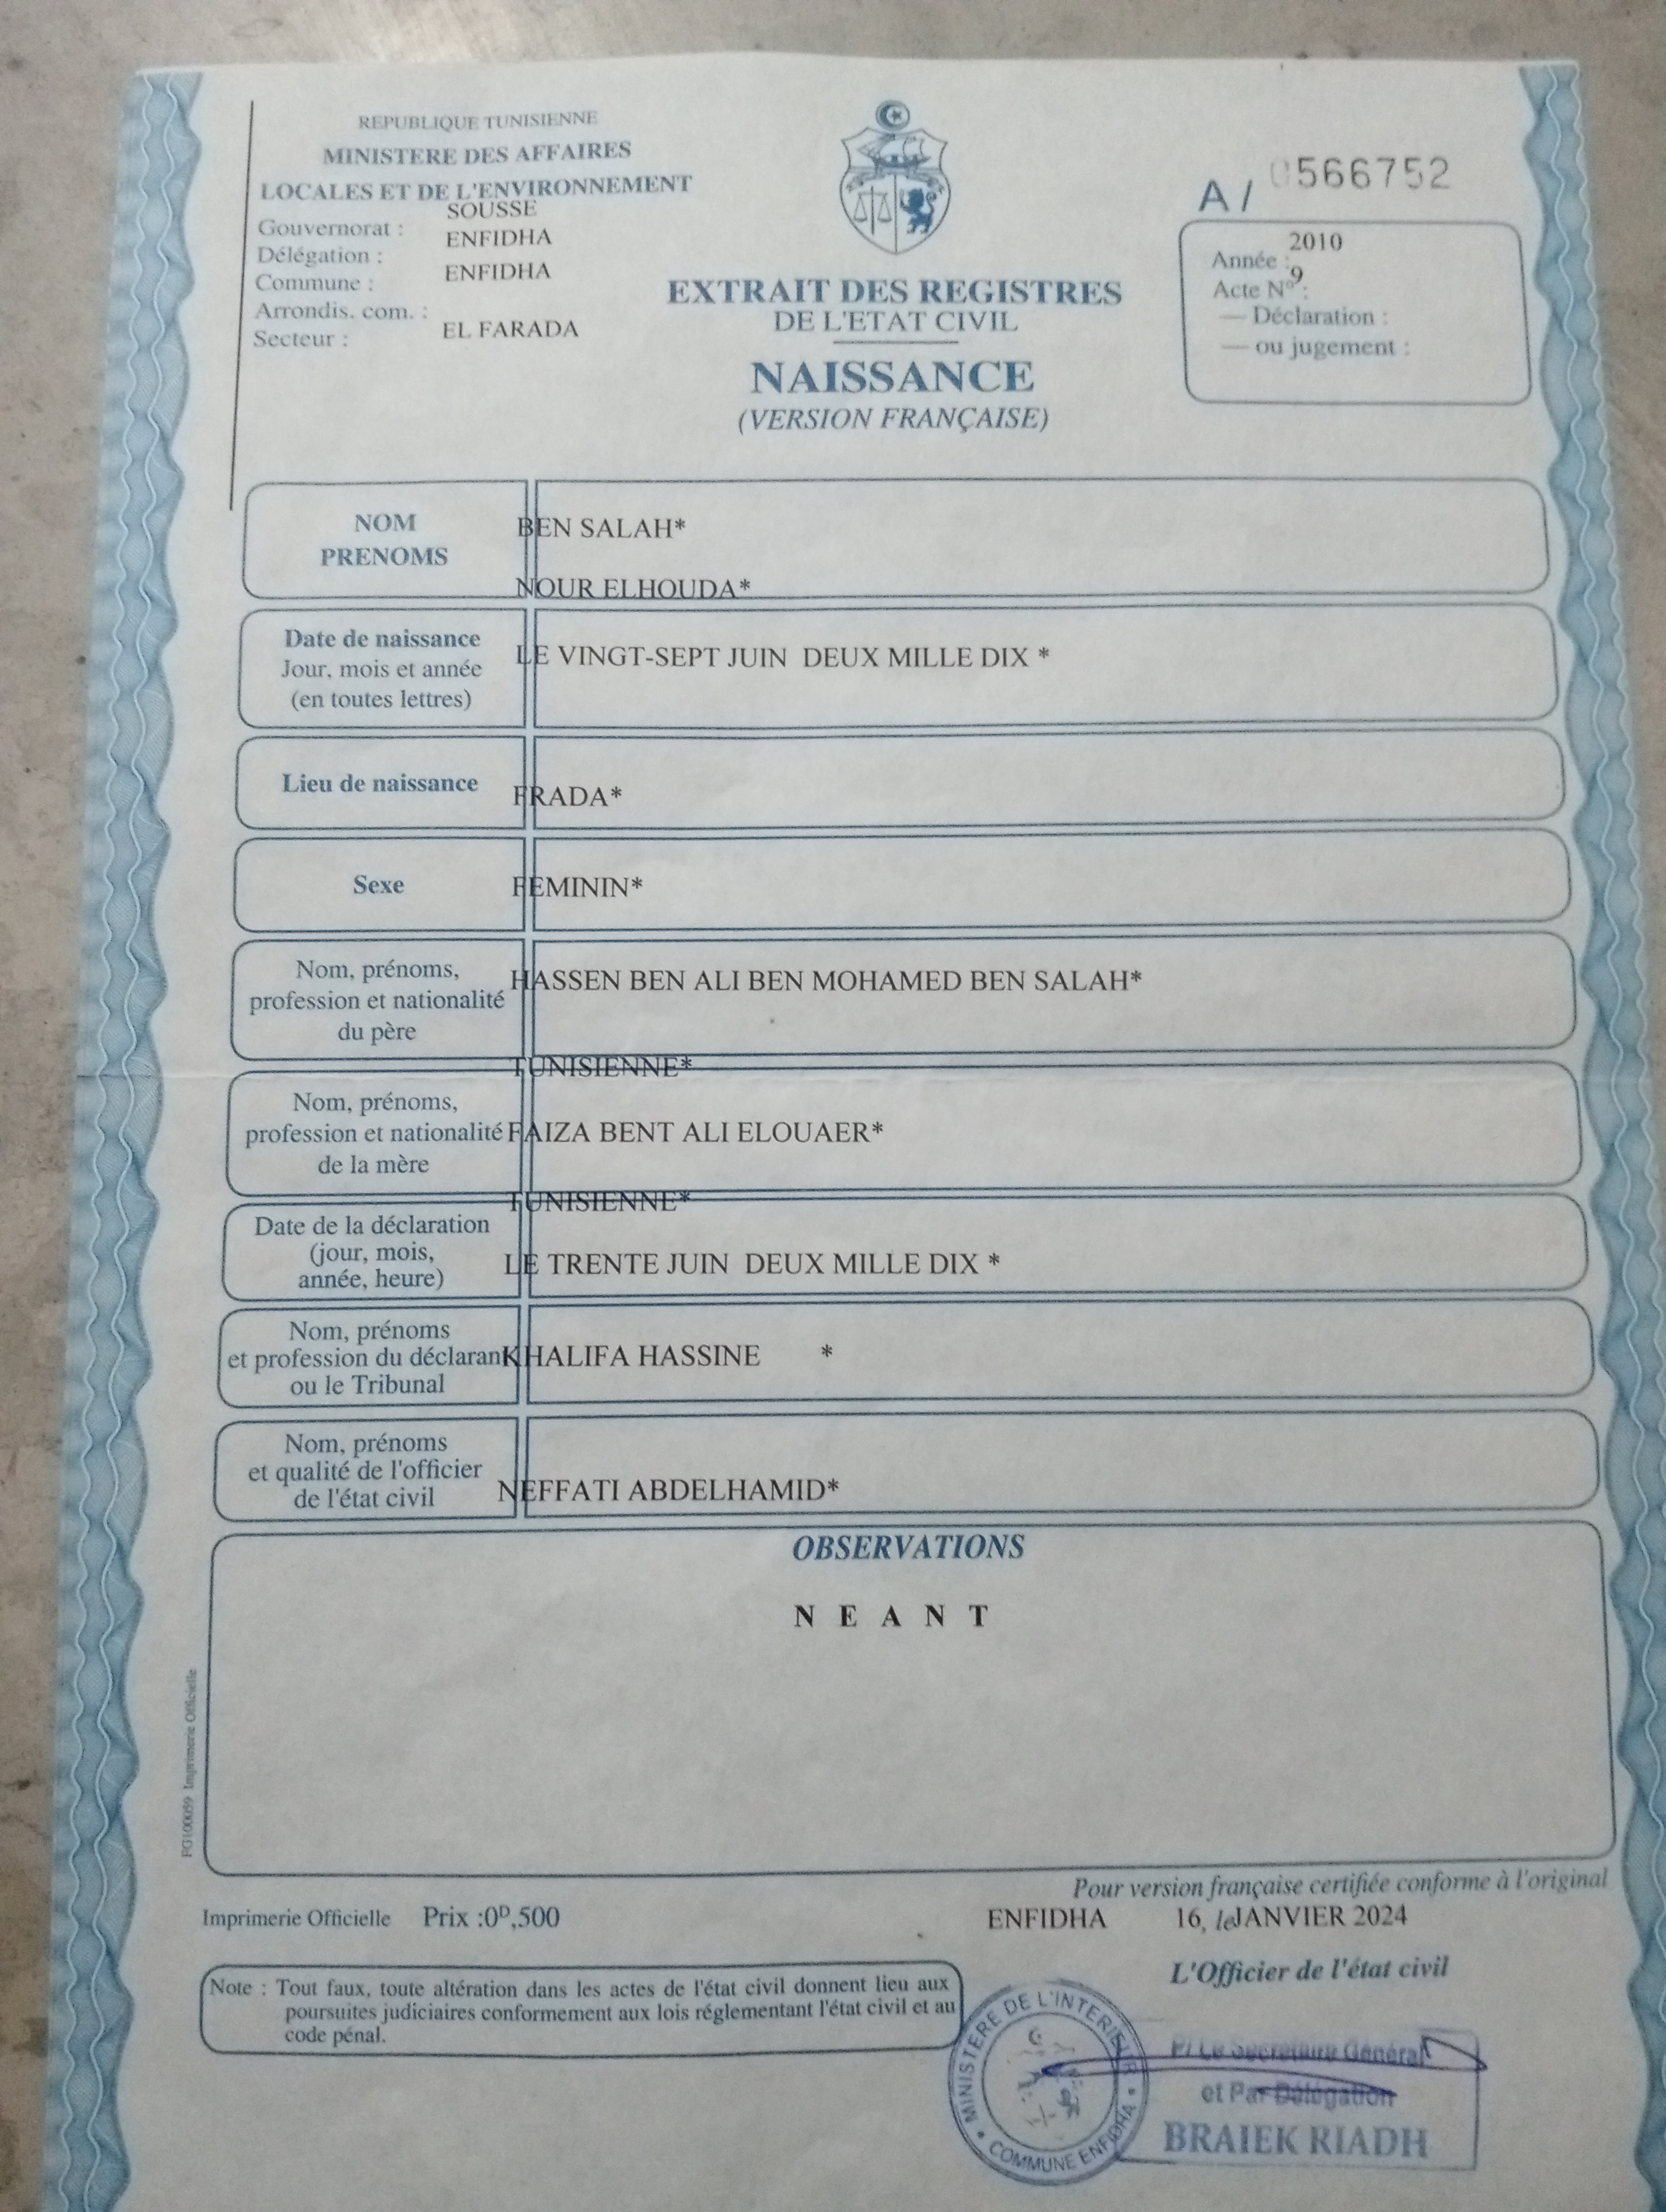 REPUBLIQUE TUNISIENNE
MINISTERE DES AFFAIRES
LOCALES ET DE L'ENVIRONNEMENT
Gouvernorat : SOUSSE
Délégation : ENFIDHA
Commune : ENFIDHA
Arrondis. com. :
Secteur : EL FARADA
EXTRAIT DES REGISTRES
DE L'ETAT CIVIL
NAISSANCE
(VERSION FRANÇAISE)
A / 0566752
Année : 2010
Acte N° : 9
— Déclaration :
— ou jugement :
NOM
PRENOMS
BEN SALAH*
NOUR ELHOUDA*
Date de naissance
Jour, mois et année
(en toutes lettres)
LE VINGT-SEPT JUIN DEUX MILLE DIX *
Lieu de naissance
FRADA*
Sexe
FEMININ*
Nom, prénoms,
profession et nationalité
du père
HASSEN BEN ALI BEN MOHAMED BEN SALAH*
TUNISIENNE*
Nom, prénoms,
profession et nationalité
de la mère
FAIZA BENT ALI ELOUAER*
TUNISIENNE*
Date de la déclaration
(jour, mois,
année, heure)
LE TRENTE JUIN DEUX MILLE DIX *
Nom, prénoms
et profession du déclarant
ou le Tribunal
KHALIFA HASSINE *
Nom, prénoms
et qualité de l'officier
de l'état civil
NEFFATI ABDELHAMID*
OBSERVATIONS
N E A N T
FG100059 Imprimerie Officielle
Pour version française certifiée conforme à l'original
Imprimerie Officielle Prix :0D,500
ENFIDHA 16, le JANVIER 2024
L'Officier de l'état civil
Note : Tout faux, toute altération dans les actes de l'état civil donnent lieu aux
poursuites judiciaires conformement aux lois réglementant l'état civil et au
code pénal.
MINISTERE DE L'INTERIEUR
COMMUNE ENFIDHA
P/ Le Secrétaire Général
et Par Délégation
BRAIEK RIADH